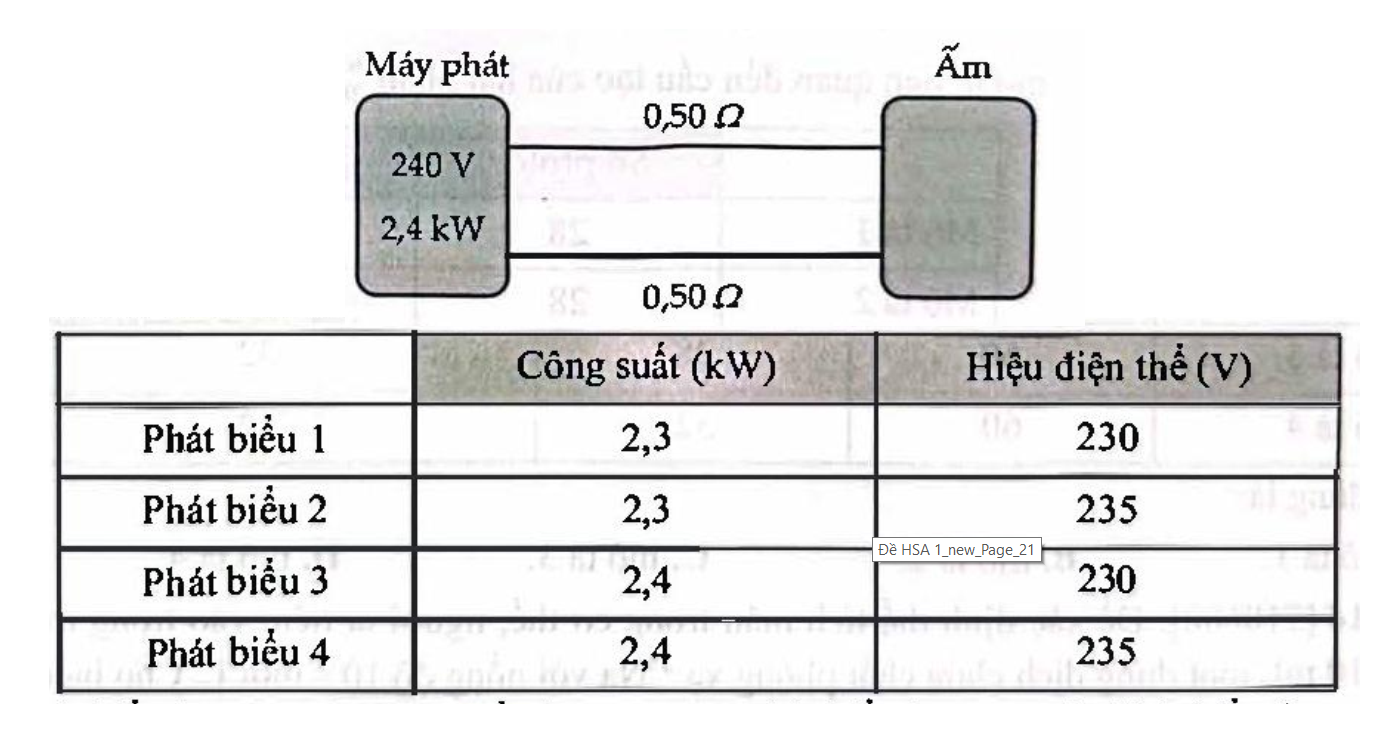 Máy phát
Ấm
0,50 Ω
240 V
2,4 kW
0,50 Ω
Công suất (kW) Hiệu điện thế (V)
Phát biểu 1 2,3 230
Phát biểu 2 2,3 235
Đề HSA 1_new_Page_21
Phát biểu 3 2,4 230
Phát biểu 4 2,4 235